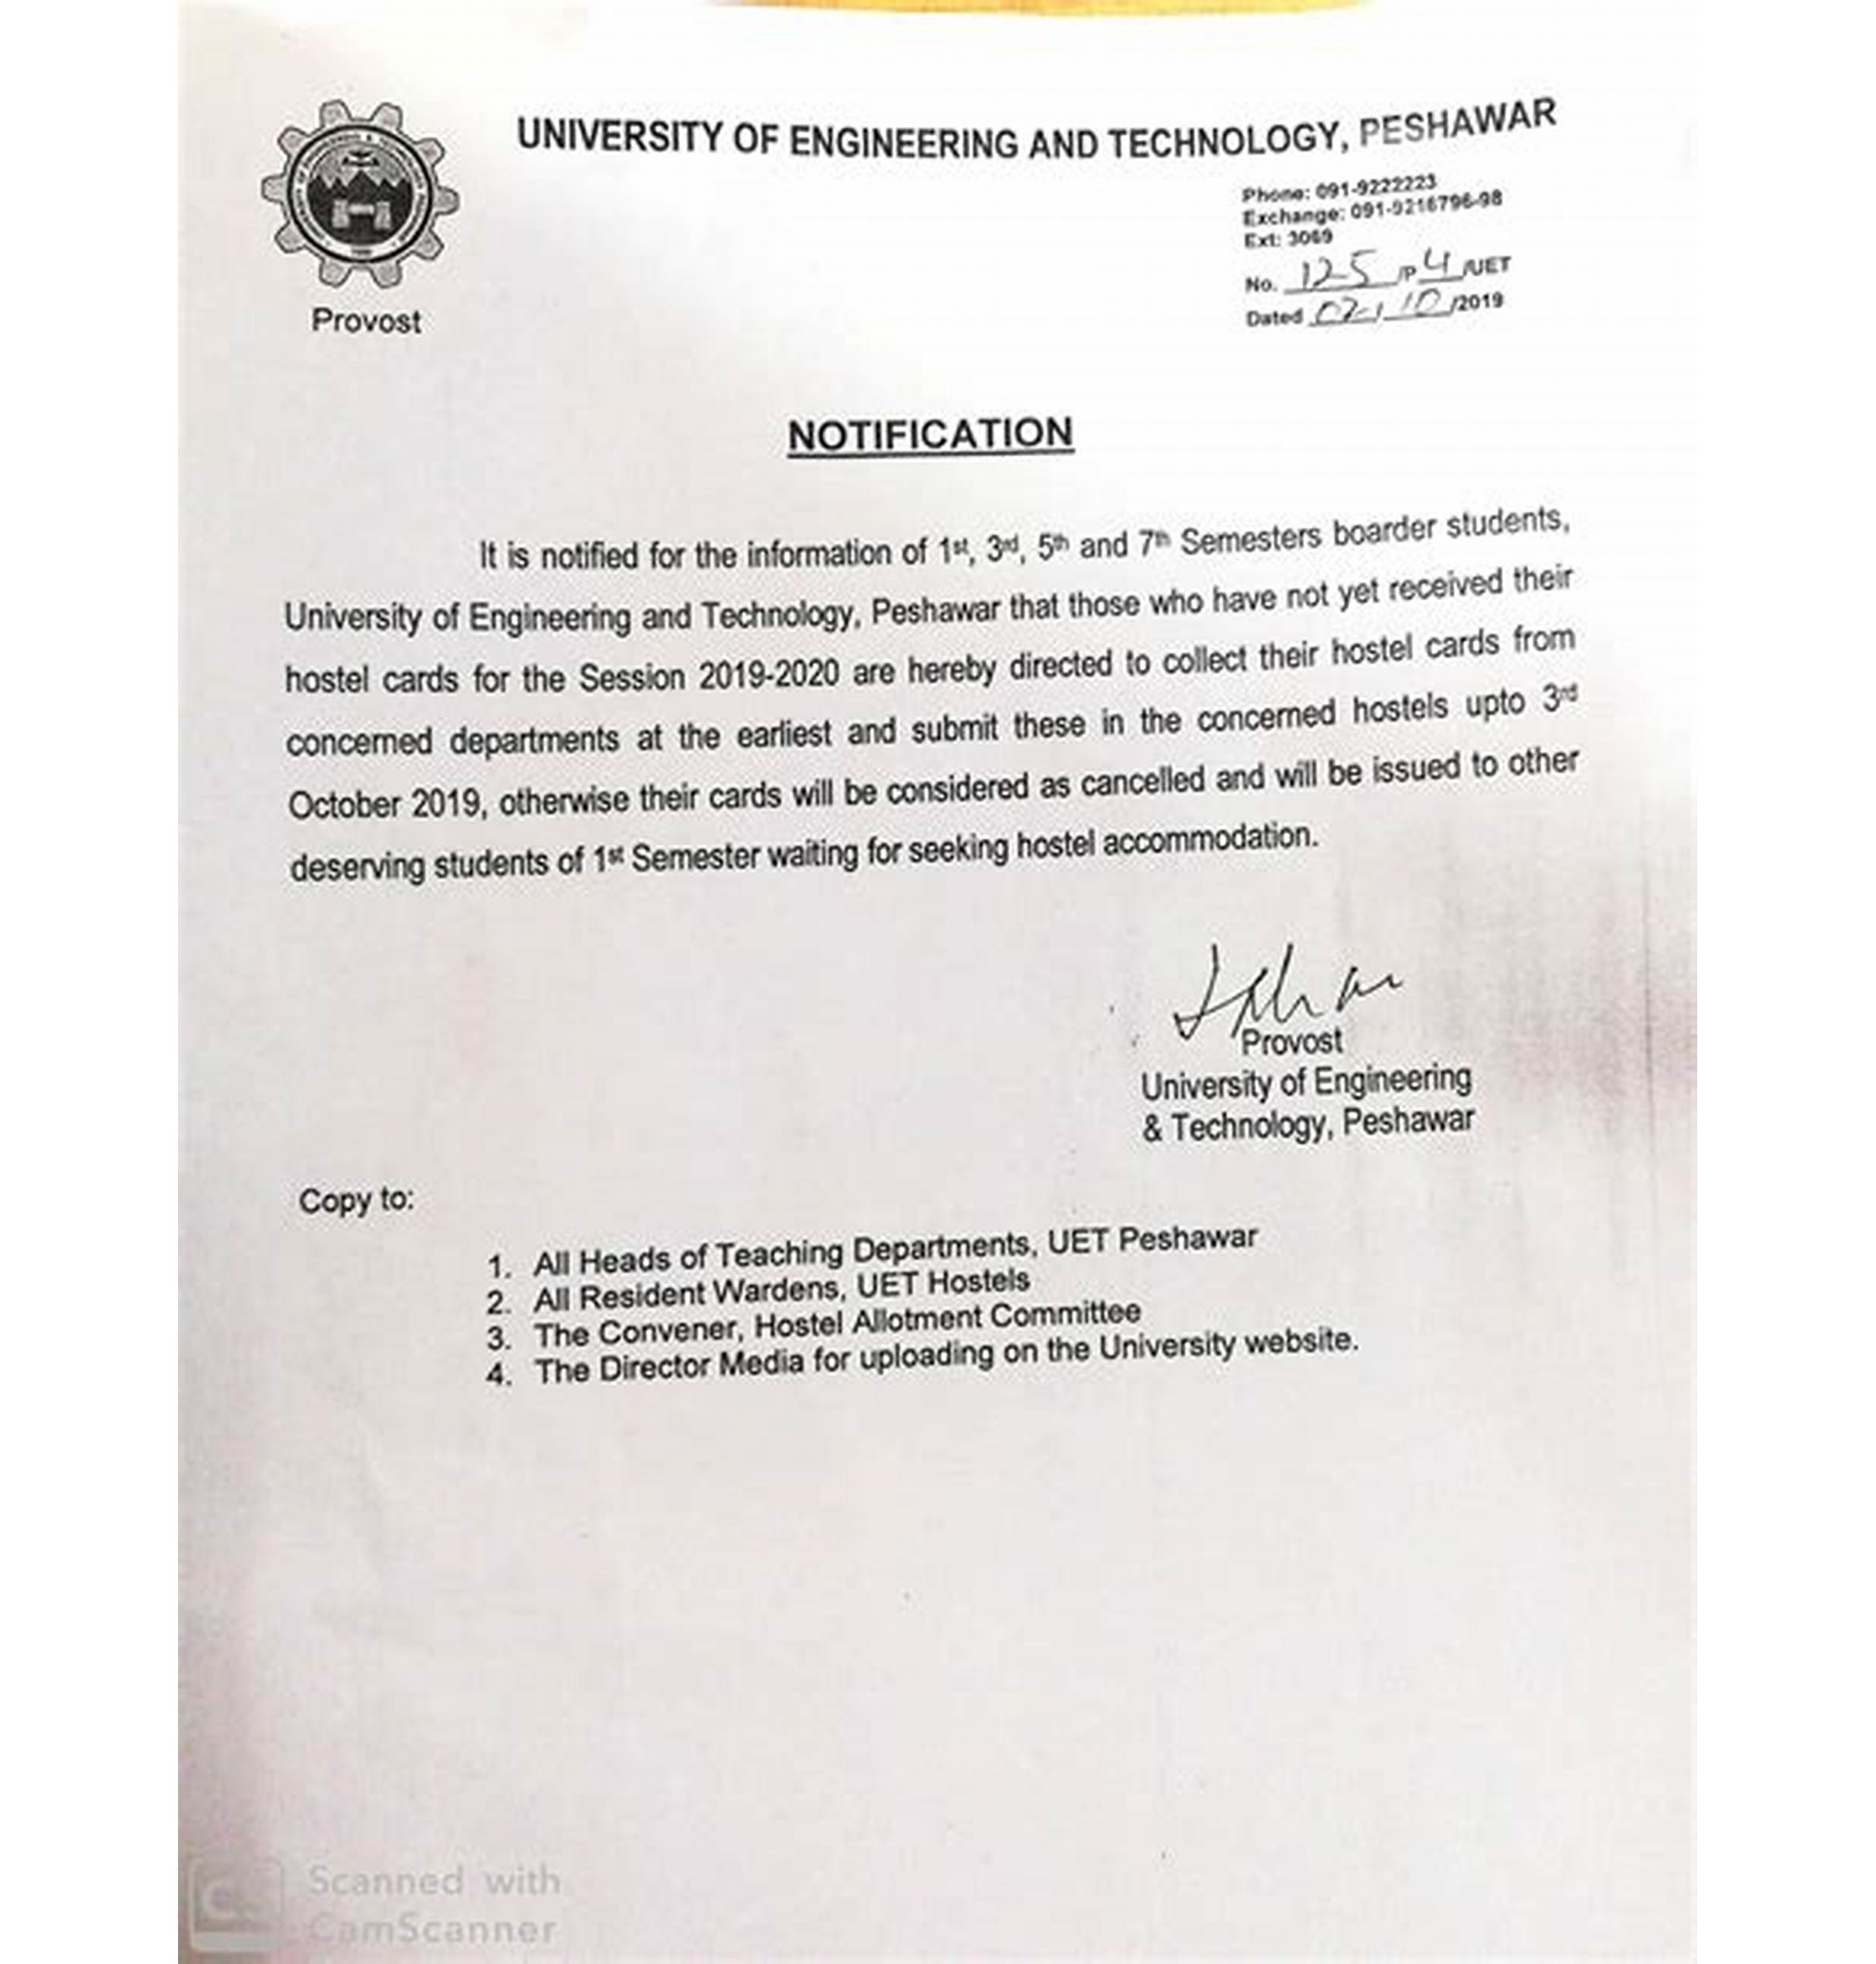 UNIVERSITY OF ENGINEERING AND TECHNOLOGY, PESHAWAR
Phone: 091-9222223
Exchange: 091-9216796-98
Ext: 3069
No. 125 /P 4 /UET
Dated 02 / 10 /2019
Provost
NOTIFICATION
It is notified for the information of 1st, 3rd, 5th and 7th Semesters boarder students,
University of Engineering and Technology, Peshawar that those who have not yet received their
hostel cards for the Session 2019-2020 are hereby directed to collect their hostel cards from
concerned departments at the earliest and submit these in the concerned hostels upto 3rd
October 2019, otherwise their cards will be considered as cancelled and will be issued to other
deserving students of 1st Semester waiting for seeking hostel accommodation.
Provost
University of Engineering
& Technology, Peshawar
Copy to:
1. All Heads of Teaching Departments, UET Peshawar
2. All Resident Wardens, UET Hostels
3. The Convener, Hostel Allotment Committee
4. The Director Media for uploading on the University website.
Scanned with
CamScanner